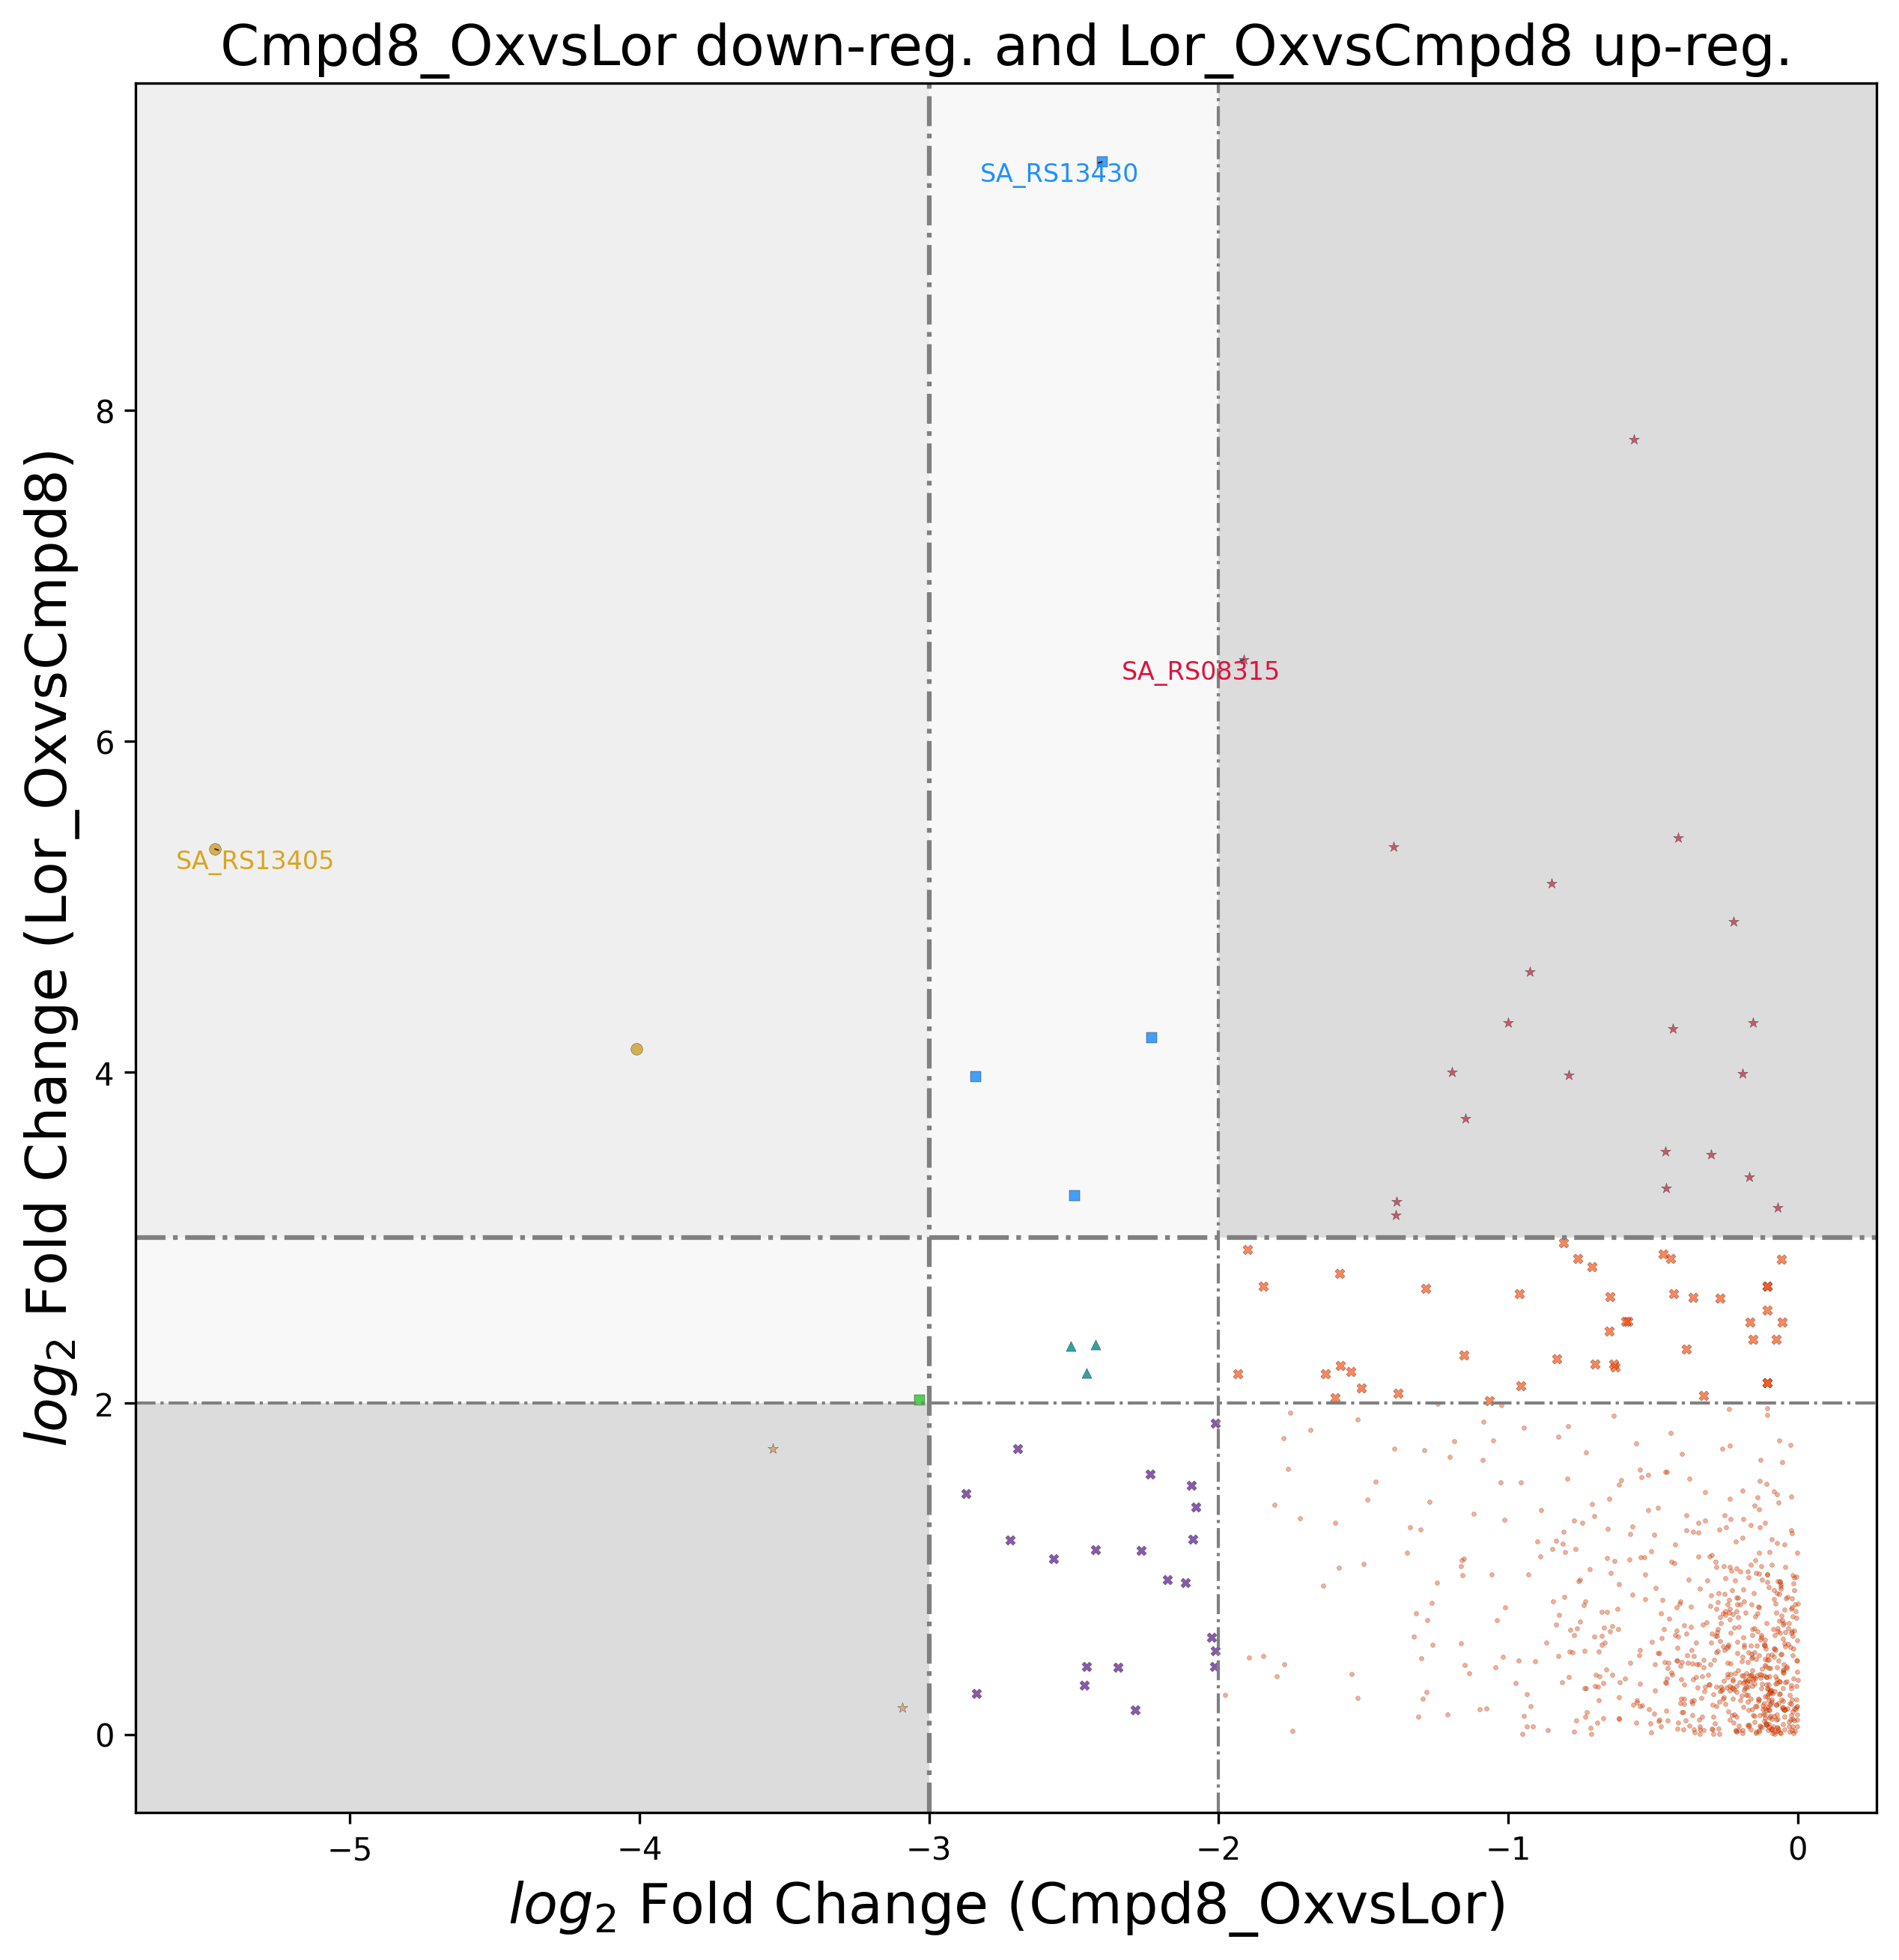 Cmpd8_OxvsLor down-reg. and Lor_OxvsCmpd8 up-reg.
log2 Fold Change (Lor_OxvsCmpd8)
8
6
4
2
0
SA_RS13430
SA_RS08315
SA_RS13405
−5 −4 −3 −2 −1 0
log2 Fold Change (Cmpd8_OxvsLor)